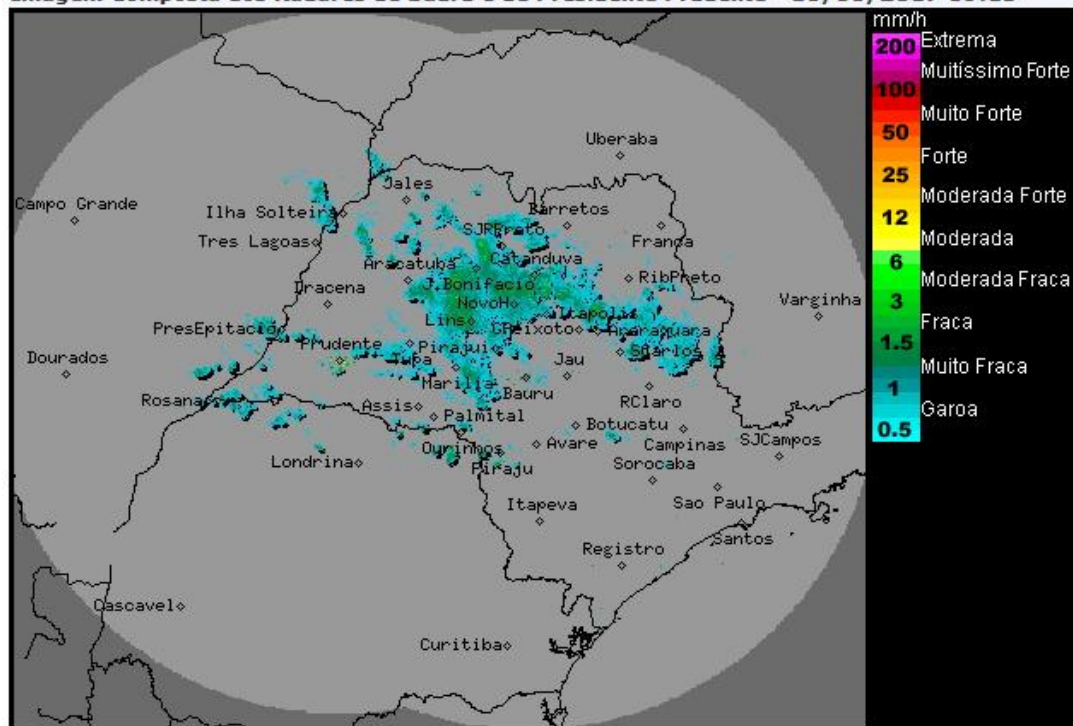 mm/h
200 Extrema
Muitíssimo Forte
100
Muito Forte
50
Forte
25
Moderada Forte
12
Moderada
6
Moderada Fraca
3
Fraca
1.5
Muito Fraca
1
Garoa
0.5
Uberaba
Jales
Campo Grande
Ilha Solteira
Barretos
SJRPreto
Franca
Tres Lagoas
Catanduva
Aracatuba
RibPreto
J.Bonifacio
Dracena
NovoH
Varginha
Itapolis
Lins
GPeixoto
Araraquara
PresEpitacio
Prudente
Pirajui
SCarlos
Dourados
Tupa
Jau
Marilia
Bauru
Rosana
Assis
RClaro
Palmital
Botucatu
Campinas
SJCampos
Ourinhos
Avare
Londrina
Piraju
Sorocaba
Itapeva
Sao Paulo
Santos
Registro
Cascavel
Curitiba